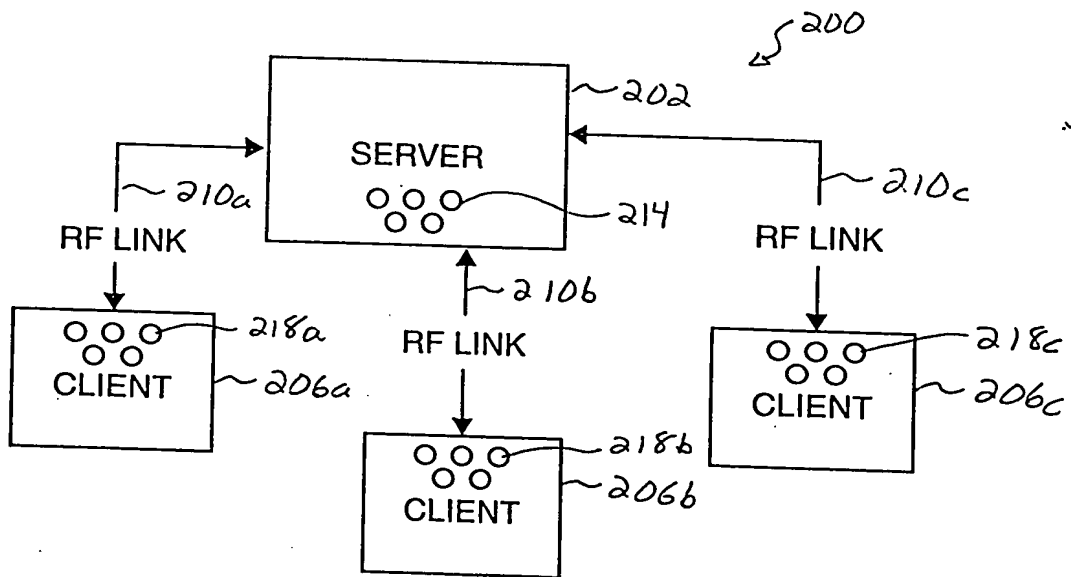 200
202
SERVER
210a
214
210c
RF LINK
RF LINK
210b
218a
RF LINK
218c
CLIENT
206a
CLIENT
206c
218b
CLIENT
206b